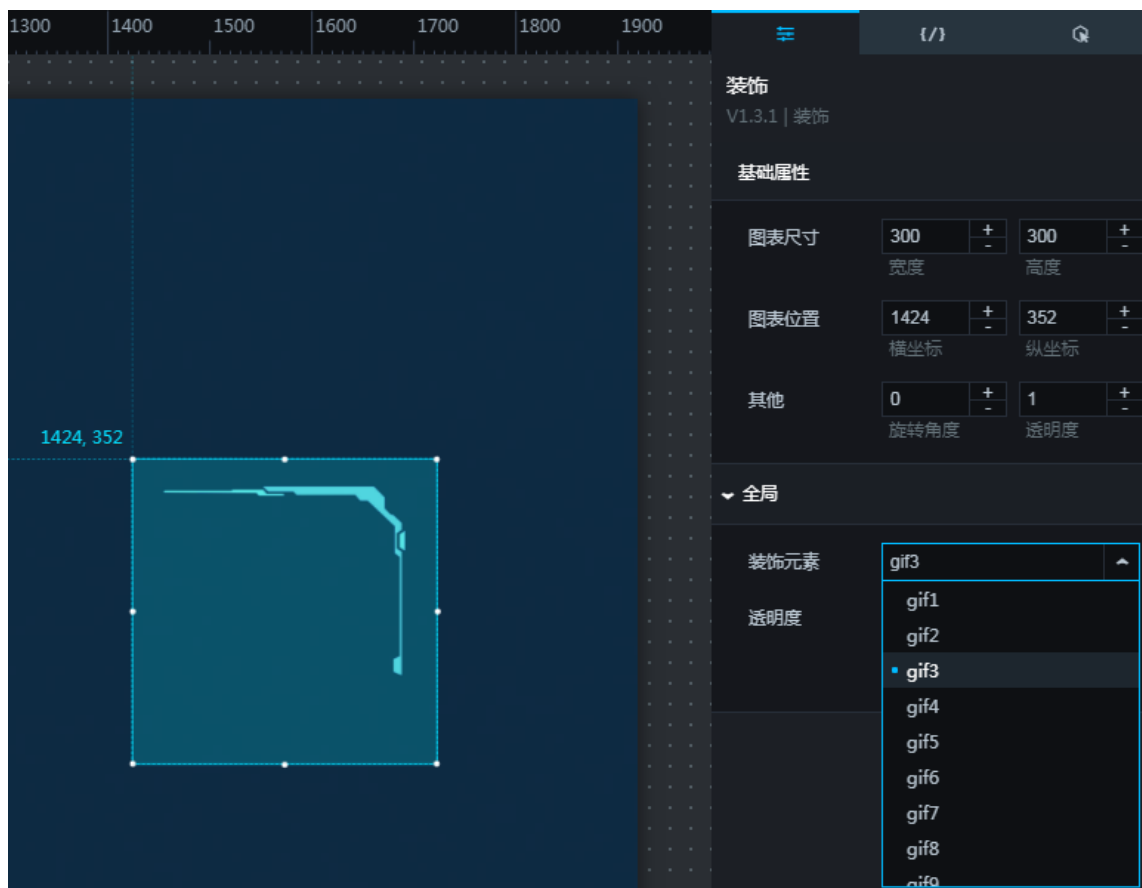 1300 1400 1500 1600 1700 1800 1900
{/}
装饰
V1.3.1 | 装饰
基础属性
图表尺寸 300 + - 300 + -
宽度 高度
图表位置 1424 + - 352 + -
横坐标 纵坐标
其他 0 + - 1 + -
旋转角度 透明度
1424, 352
全局
装饰元素 gif3
透明度
gif1
gif2
gif3
gif4
gif5
gif6
gif7
gif8
gif9